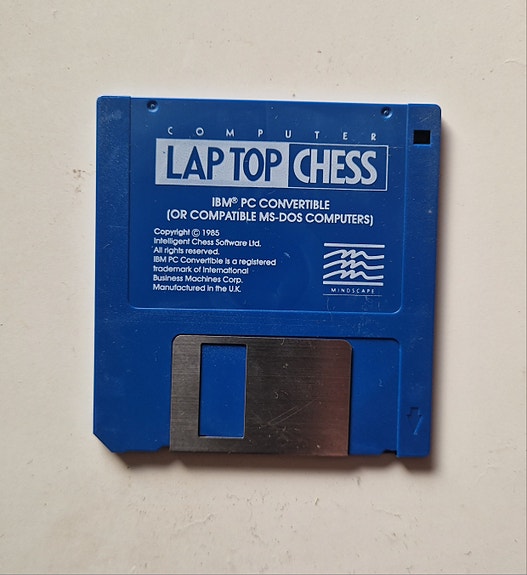 COMPUTER
LAP TOP CHESS
IBM® PC CONVERTIBLE
(OR COMPATIBLE MS-DOS COMPUTERS)
Copyright © 1985
Intelligent Chess Software Ltd.
All rights reserved.
IBM PC Convertible is a registered
trademark of International
Business Machines Corp.
Manufactured in the U.K.
MINDSCAPE